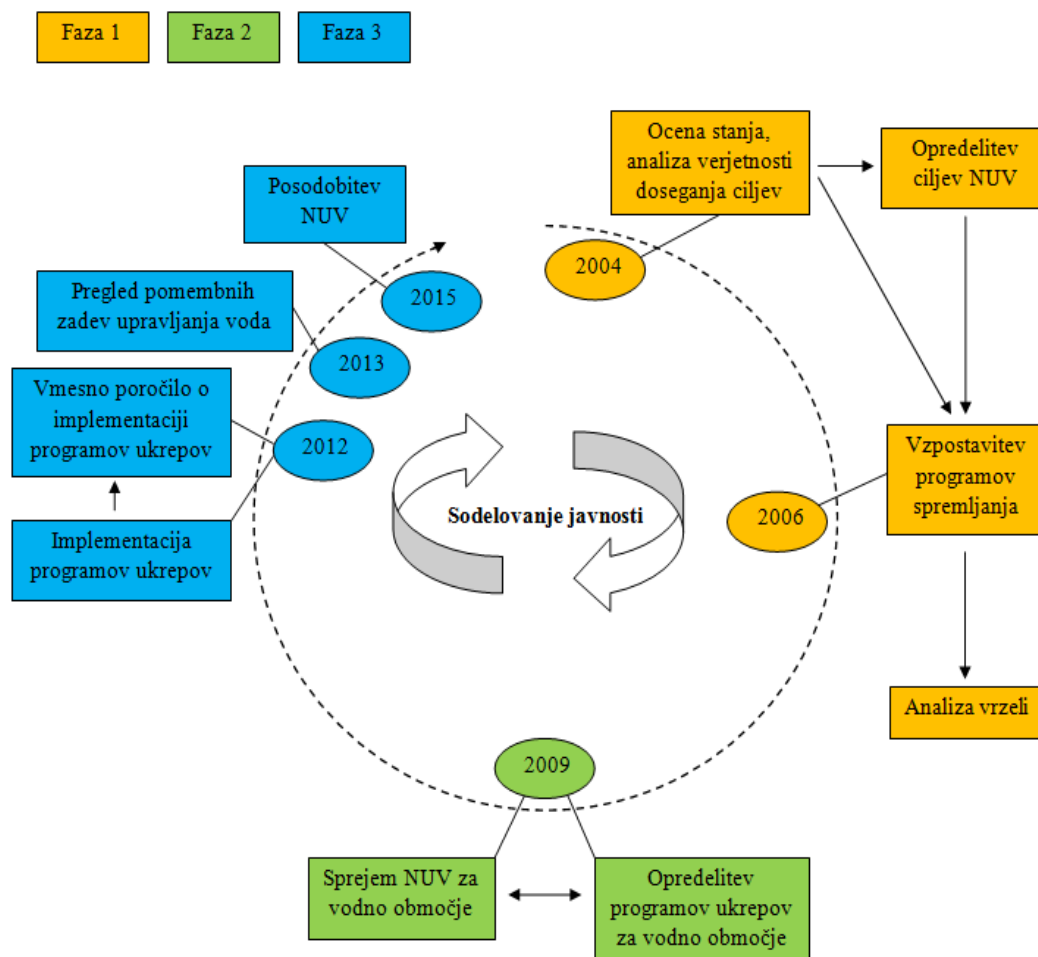 Faza 1
Faza 2
Faza 3
Ocena stanja,
analiza verjetnosti
doseganja ciljev
Opredelitev
ciljev NUV
Posodobitev
NUV
2004
2015
Pregled pomembnih
zadev upravljanja voda
2013
Vmesno poročilo o
implementaciji
programov ukrepov
2012
Vzpostavitev
programov
spremljanja
2006
Sodelovanje javnosti
Implementacija
programov ukrepov
Analiza vrzeli
2009
Sprejem NUV za
vodno območje
Opredelitev
programov ukrepov
za vodno območje